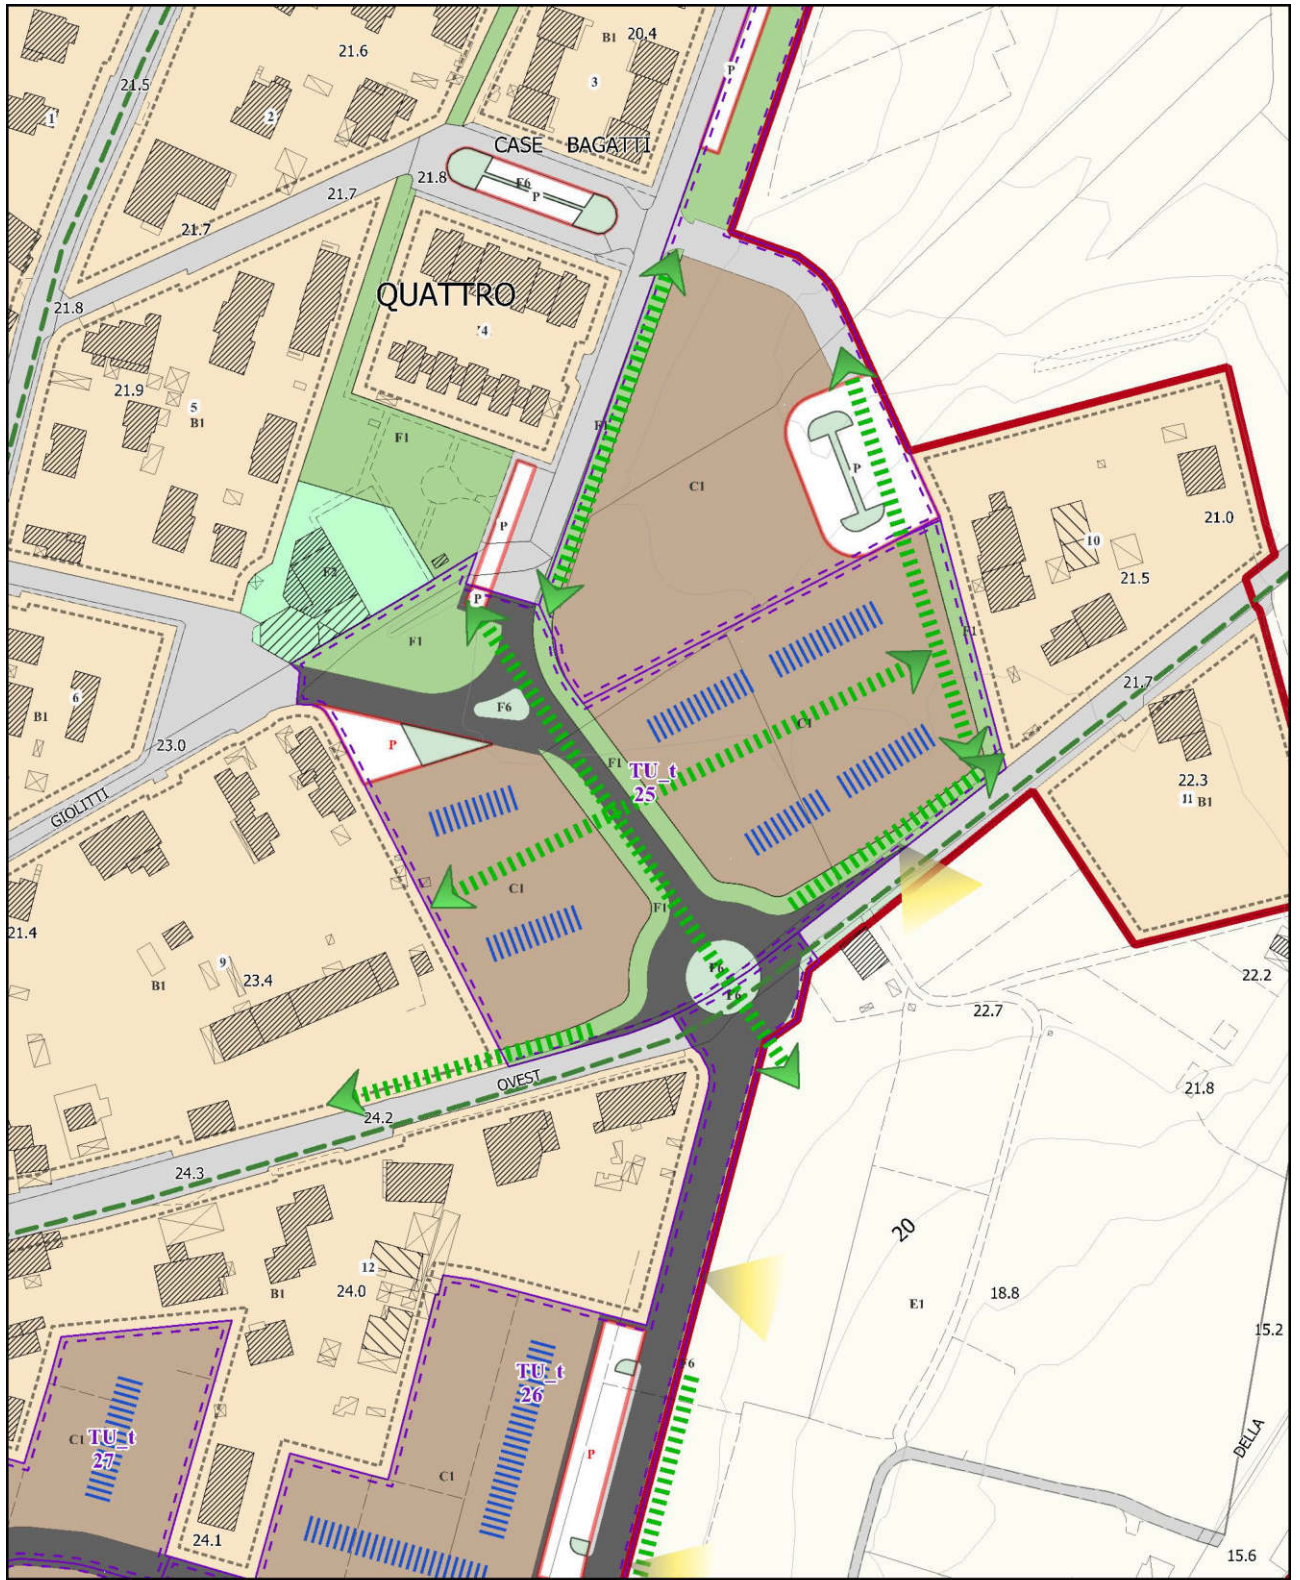 B1
20.4
21.6
P
21.5
3
1
2
CASE BAGATTI
21.8
F6
P
21.7
21.7
QUATTRO
21.8
4
21.9
5
B1
F1
F1
P
C1
P
10
21.0
21.5
F2
P
F1
F1
6
B1
F6
21.7
23.0
P
C1
F1
TU_t
25
22.3
11 B1
GIOLITTI
C1
F1
21.4
9
B1
23.4
F6
F6
22.2
22.7
OVEST
24.2
21.8
24.3
20
12
B1
24.0
E1
18.8
15.2
TU_t
26
F6
C1
TU_t
27
P
DELLA
C1
24.1
15.6